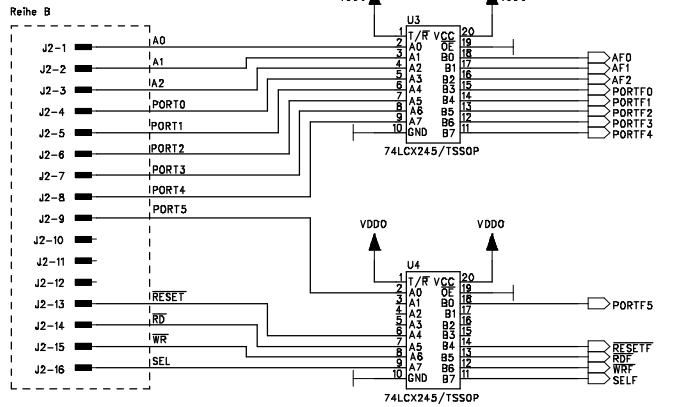 VDDO VDDO
Reihe B
U3
J2-1 A0
J2-2 A1
J2-3 A2
J2-4 PORT0
J2-5 PORT1
J2-6 PORT2
J2-7 PORT3
J2-8 PORT4
J2-9 PORT5
J2-10
J2-11
J2-12
J2-13 RESET
J2-14 RD
J2-15 WR
J2-16 SEL
1 T/R VCC 20
2 A0 OE 19
3 A1 B0 18 AF0
4 A2 B1 17 AF1
5 A3 B2 16 AF2
6 A4 B3 15 PORTF0
7 A5 B4 14 PORTF1
8 A6 B5 13 PORTF2
9 A7 B6 12 PORTF3
10 GND B7 11 PORTF4
74LCX245/TSSOP
VDDO VDDO
U4
1 T/R VCC 20
2 A0 OE 19
3 A1 B0 18 PORTF5
4 A2 B1 17
5 A3 B2 16
6 A4 B3 15
7 A5 B4 14 RESETF
8 A6 B5 13 RDF
9 A7 B6 12 WRF
10 GND B7 11 SELF
74LCX245/TSSOP